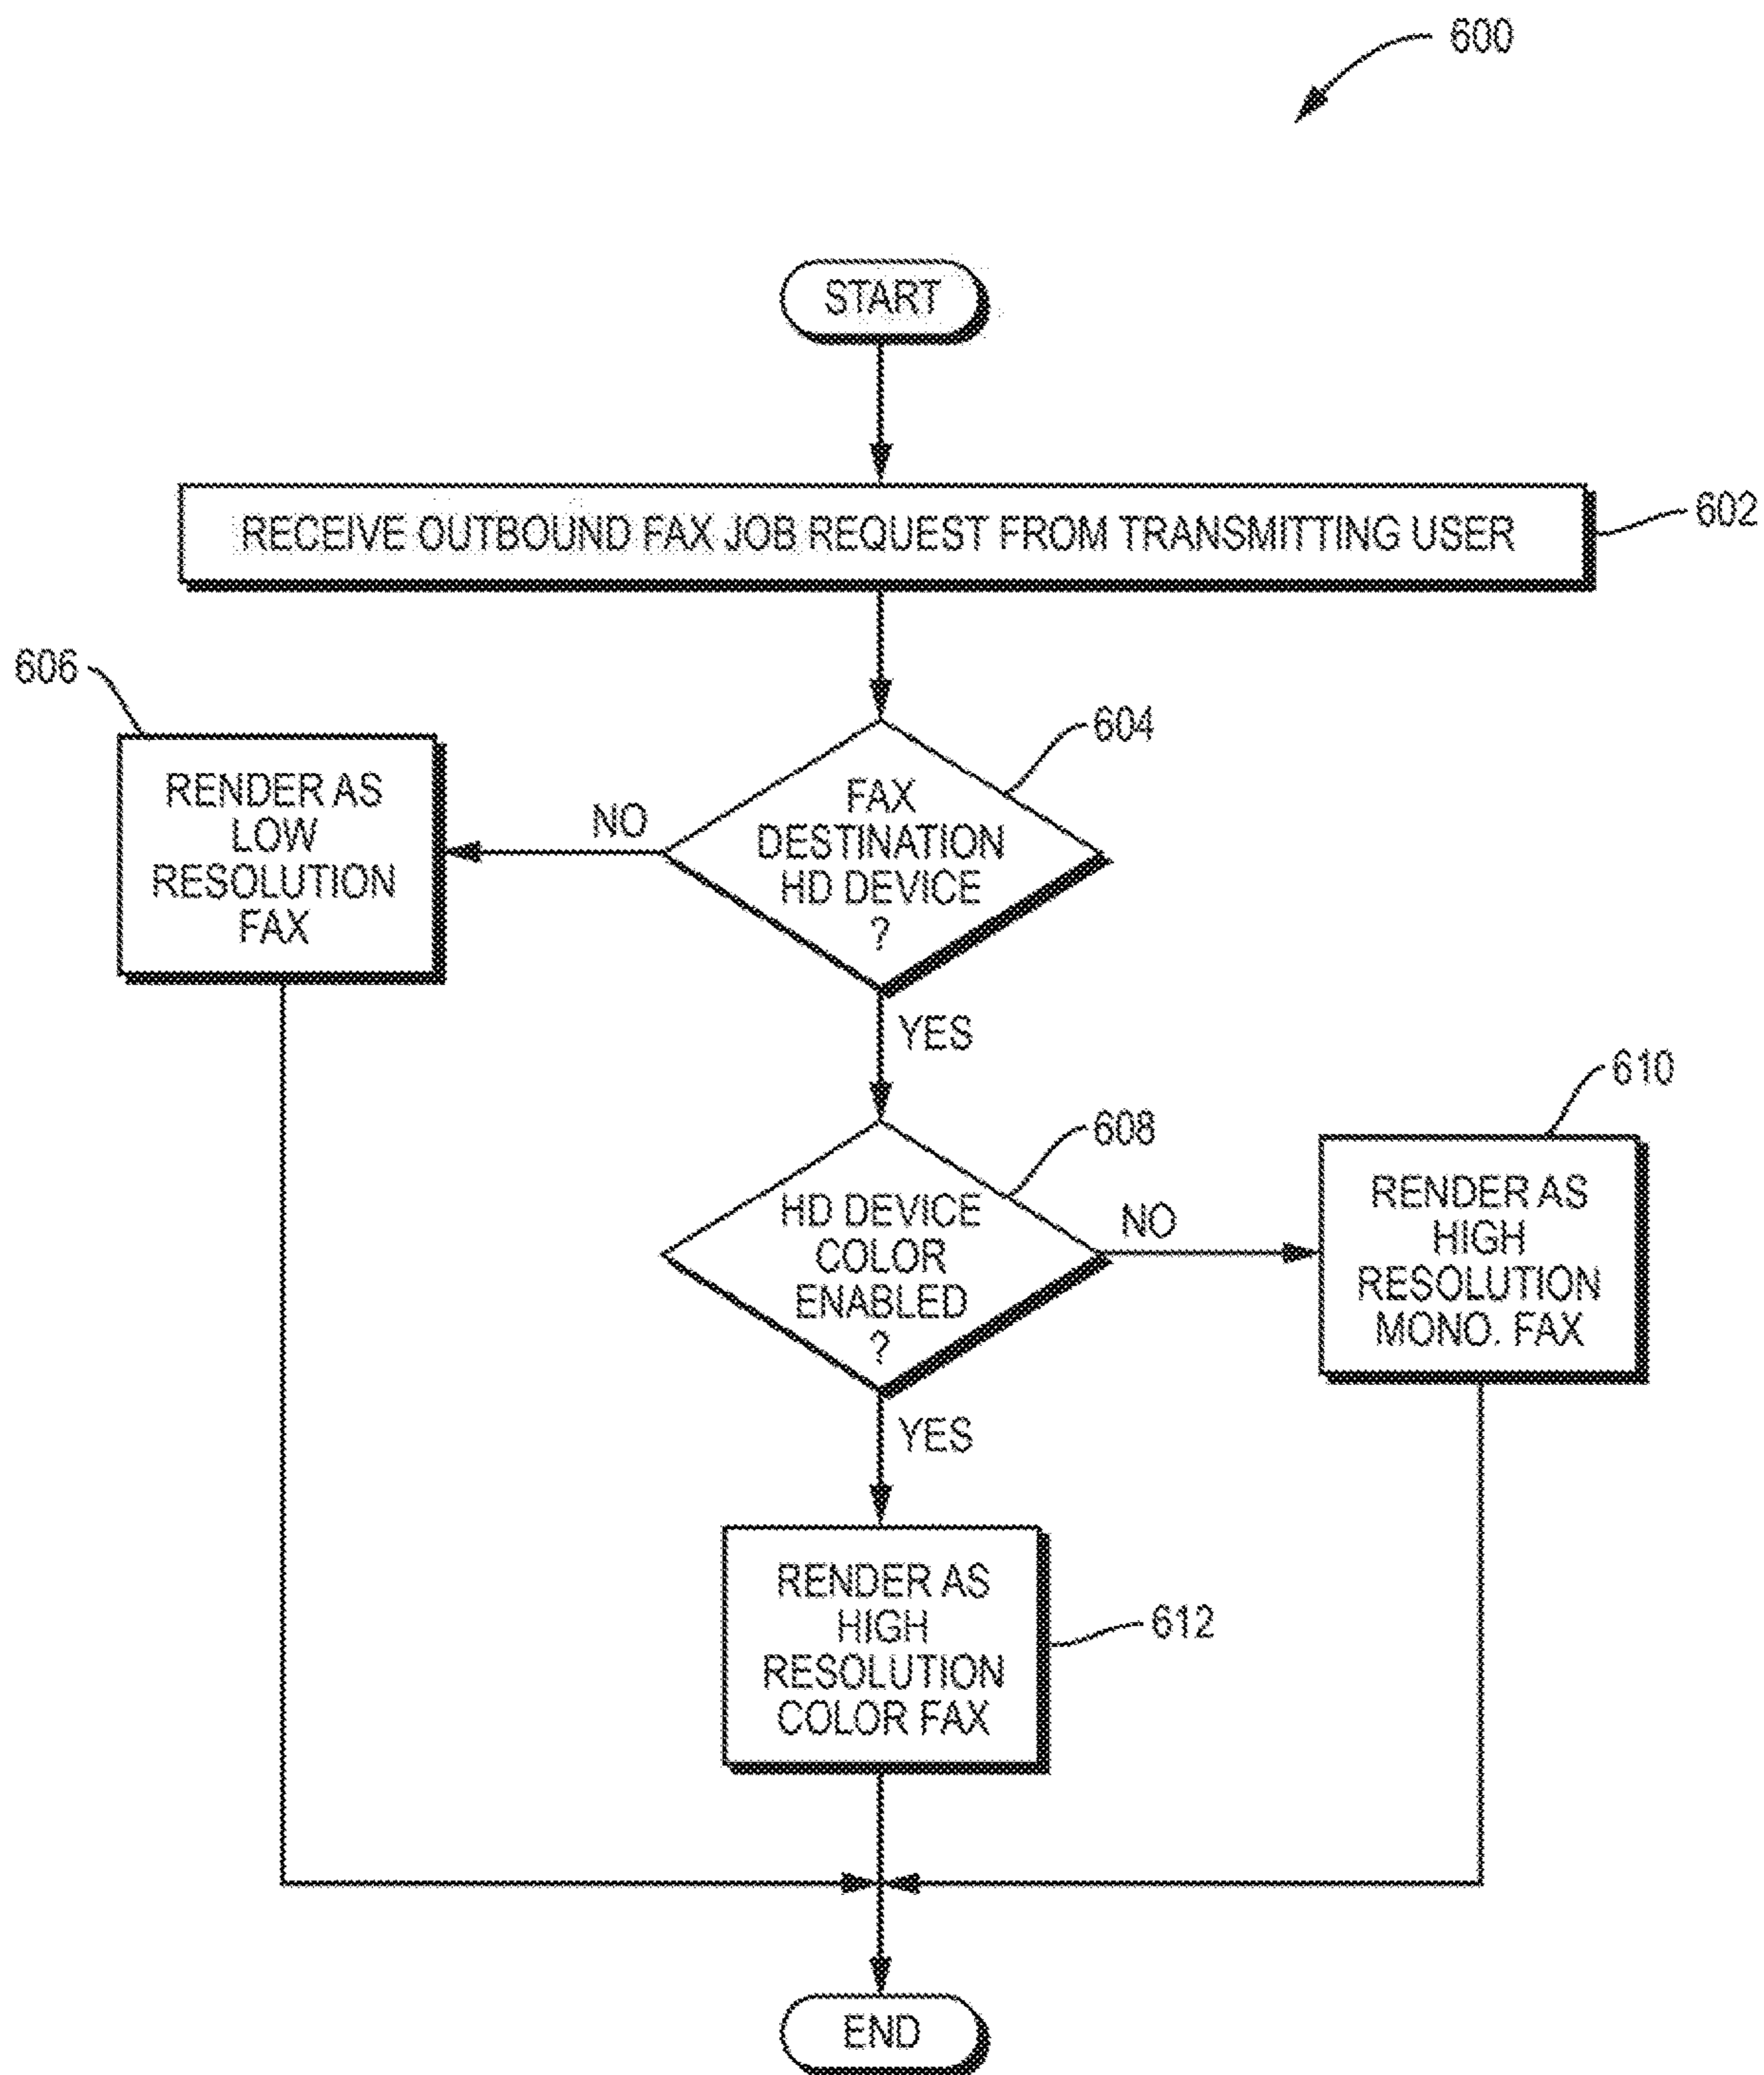 600
START
RECEIVE OUTBOUND FAX JOB REQUEST FROM TRANSMITTING USER
602
606
RENDER AS
LOW
RESOLUTION
FAX
NO
604
FAX
DESTINATION
HD DEVICE
?
YES
608
HD DEVICE
COLOR
ENABLED
?
NO
610
RENDER AS
HIGH
RESOLUTION
MONO. FAX
YES
RENDER AS
HIGH
RESOLUTION
COLOR FAX
612
END